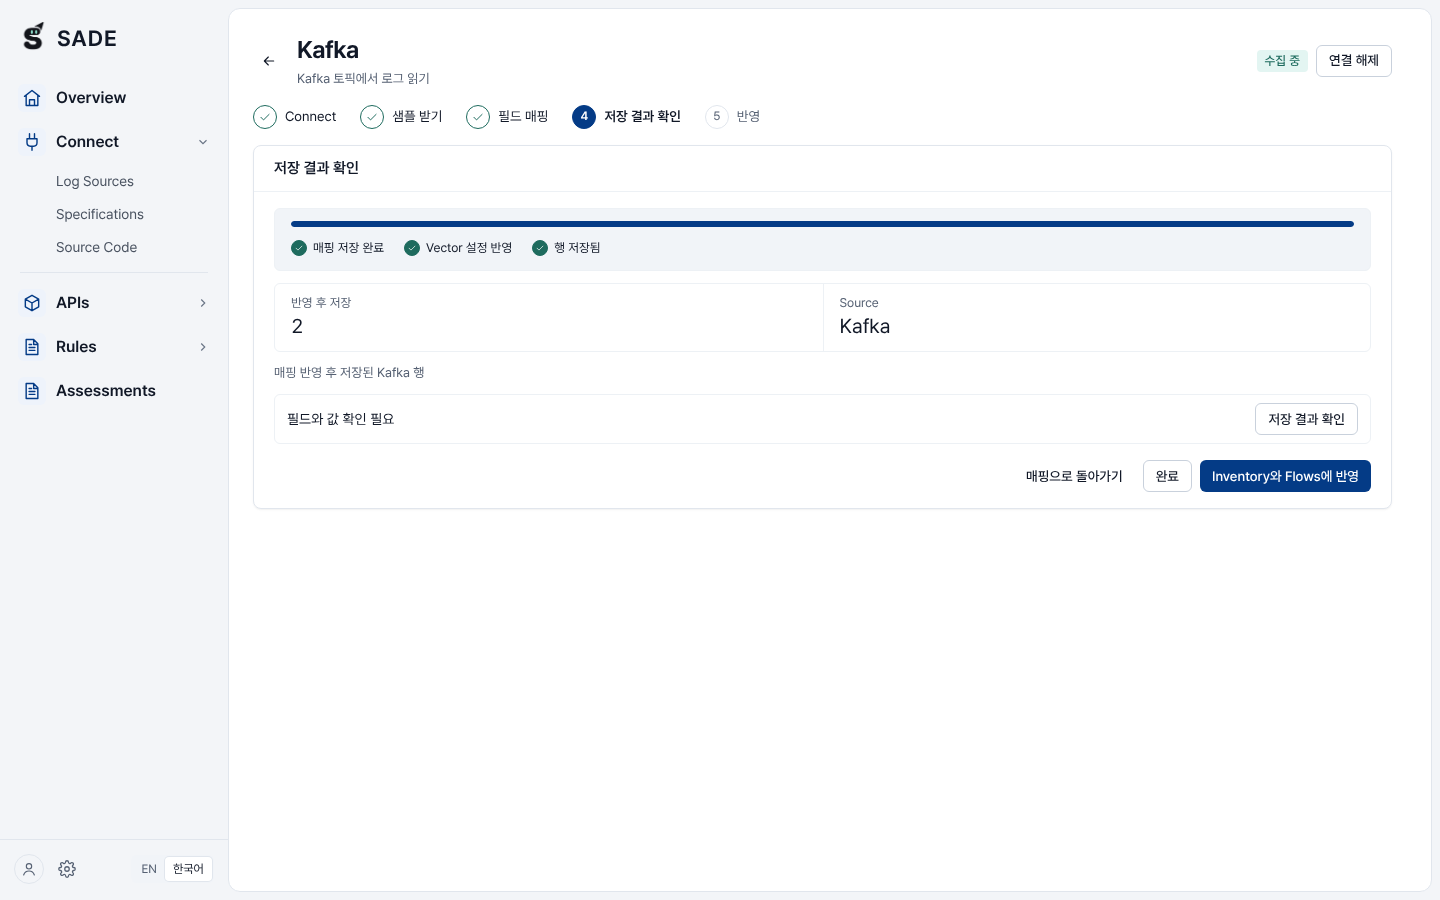 SADE
Overview
Connect
Log Sources
Specifications
Source Code
APIs
Rules
Assessments
EN 한국어
Kafka
Kafka 토픽에서 로그 읽기
수집 중 연결 해제
Connect 샘플 받기 필드 매핑 4 저장 결과 확인 5 반영
저장 결과 확인
매핑 저장 완료 Vector 설정 반영 행 저장됨
반영 후 저장
2
Source
Kafka
매핑 반영 후 저장된 Kafka 행
필드와 값 확인 필요 저장 결과 확인
매핑으로 돌아가기 완료 Inventory와 Flows에 반영